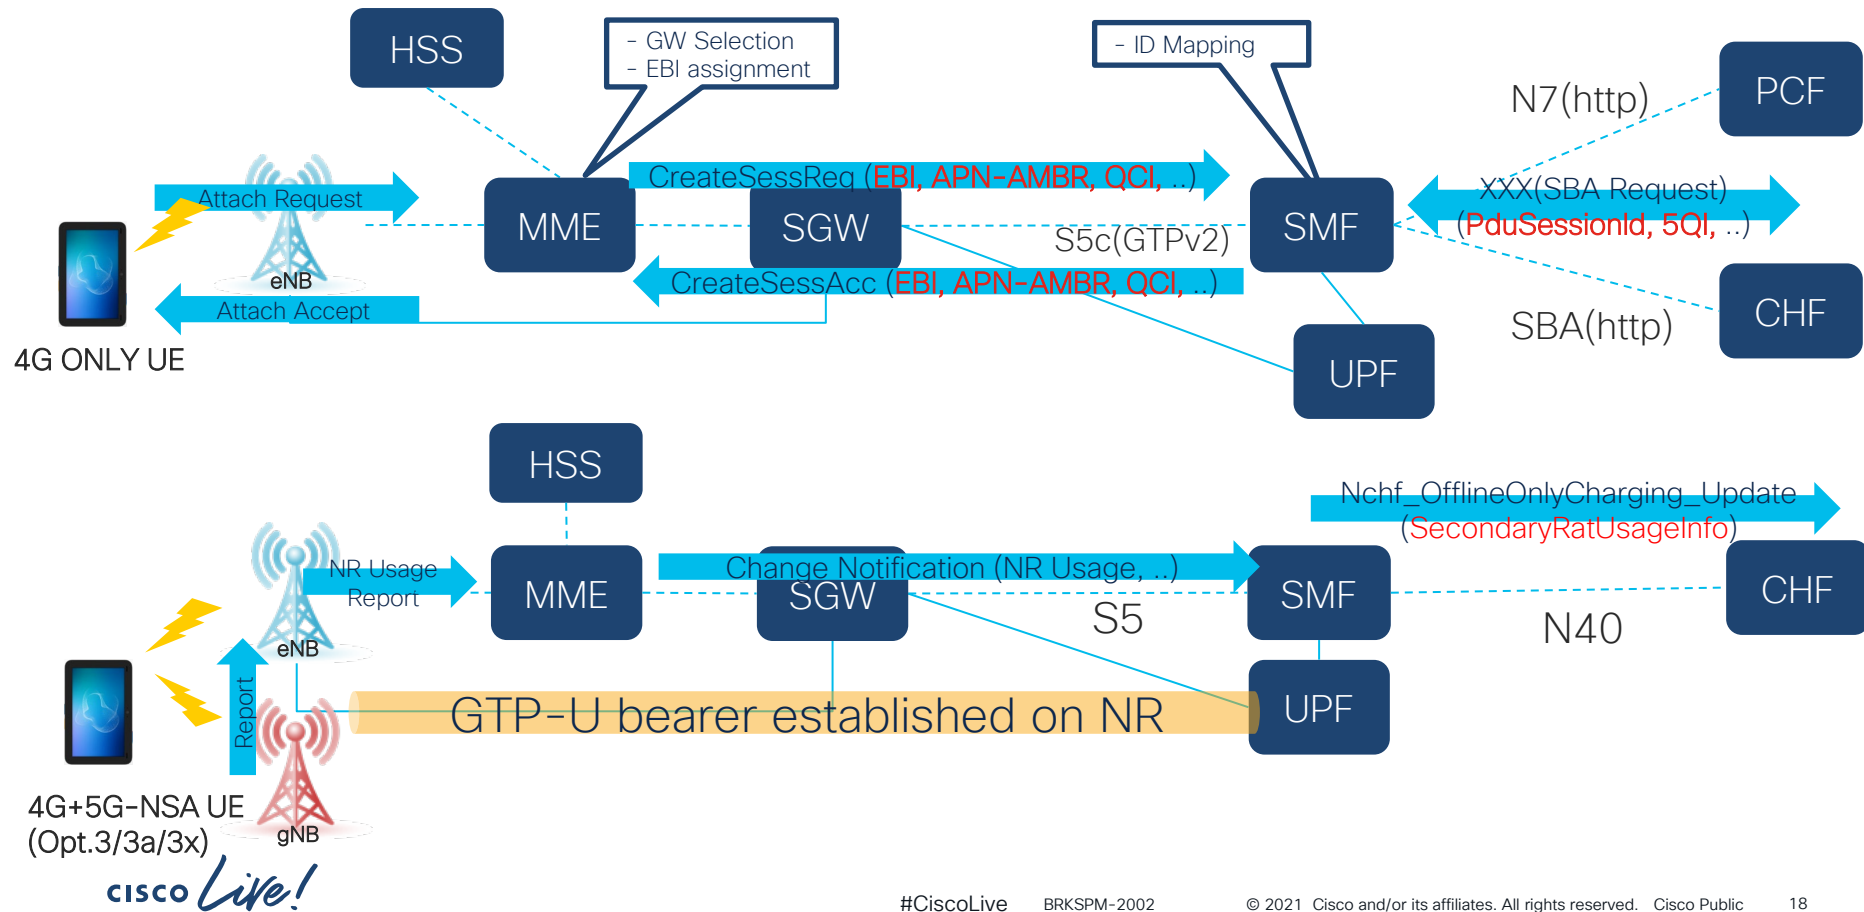 HSS
- GW Selection
- EBI assignment
- ID Mapping
N7(http)
PCF
Attach Request
CreateSessReq (EBI, APN-AMBR, QCI, ..)
XXX(SBA Request)
(PduSessionId, 5QI, ..)
MME
SGW
S5c(GTPv2)
SMF
eNB
CreateSessAcc (EBI, APN-AMBR, QCI, ..)
Attach Accept
SBA(http)
CHF
4G ONLY UE
UPF
HSS
Nchf_OfflineOnlyCharging_Update
(SecondaryRatUsageInfo)
NR Usage
Report
MME
Change Notification (NR Usage, ..)
SGW
S5
SMF
N40
CHF
eNB
Report
GTP-U bearer established on NR
UPF
4G+5G-NSA UE
(Opt.3/3a/3x)
gNB
CISCO Live!
#CiscoLive BRKSPM-2002 © 2021 Cisco and/or its affiliates. All rights reserved. Cisco Public 18